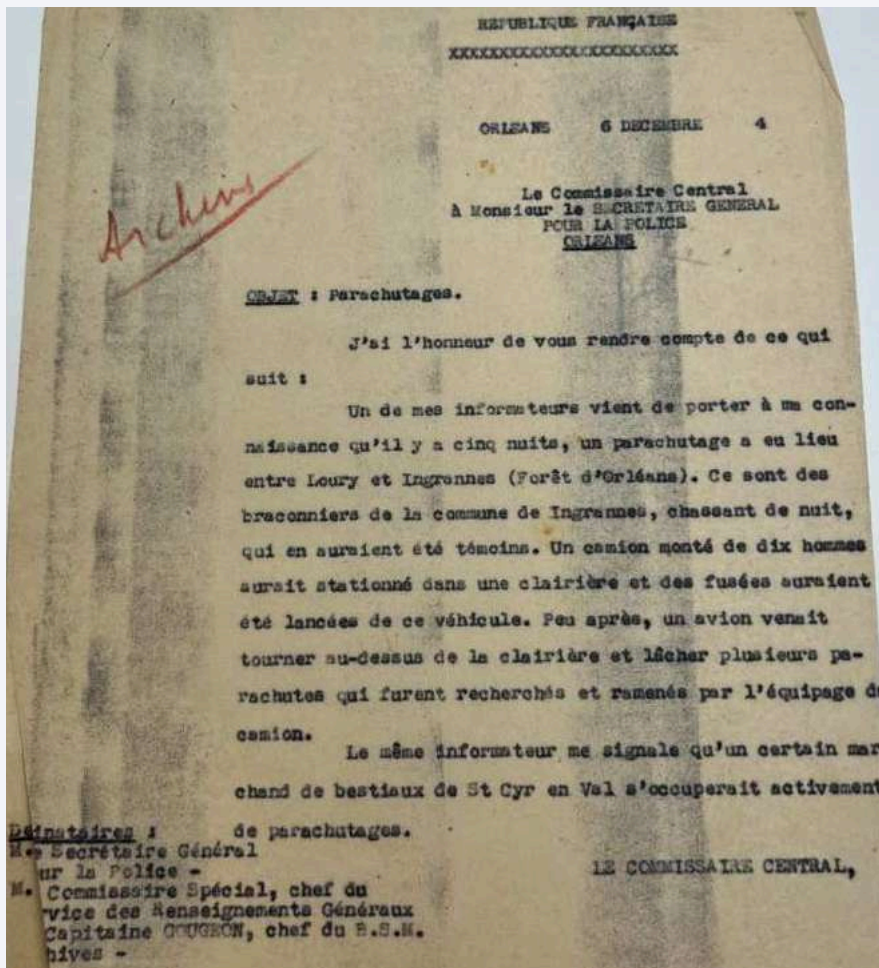 REPUBLIQUE FRANÇAISE
XXXXXXXXXXXXXXXXXXXXXXXX
ORLEANS 6 DECEMBRE 4
Archives
Le Commissaire Central
à Monsieur le SECRETAIRE GENERAL
POUR LA POLICE
ORLEANS
OBJET : Parachutages.
J'ai l'honneur de vous rendre compte de ce qui
suit :
Un de mes informateurs vient de porter à ma con-
naissance qu'il y a cinq nuits, un parachutage a eu lieu
entre Loury et Ingrannes (Forêt d'Orléans). Ce sont des
braconniers de la commune de Ingrannes, chassant de nuit,
qui en auraient été témoins. Un camion monté de dix hommes
aurait stationné dans une clairière et des fusées auraient
été lancées de ce véhicule. Peu après, un avion venait
tourner au-dessus de la clairière et lâcher plusieurs pa-
rachutes qui furent recherchés et ramenés par l'équipage du
camion.
Le même informateur me signale qu'un certain mar
chand de bestiaux de St Cyr en Val s'occuperait activement
de parachutages.
LE COMMISSAIRE CENTRAL,
Deinataires :
M. Secrétaire Général
ur la Police -
M. Commissaire Spécial, chef du
rvice des Renseignements Généraux
Capitaine GOUGEON, chef du B.S.M.
hives -